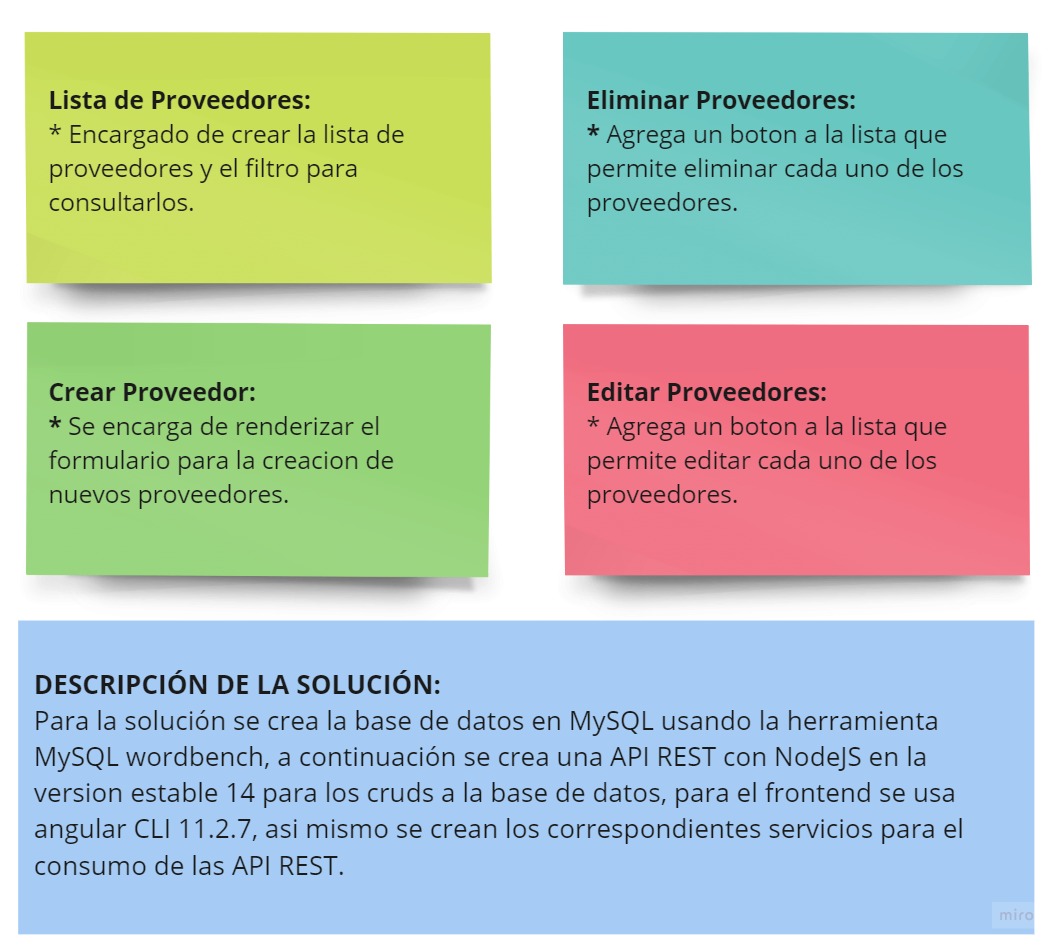 Lista de Proveedores:
* Encargado de crear la lista de
proveedores y el filtro para
consultarlos.
Eliminar Proveedores:
* Agrega un boton a la lista que
permite eliminar cada uno de los
proveedores.
Crear Proveedor:
* Se encarga de renderizar el
formulario para la creacion de
nuevos proveedores.
Editar Proveedores:
* Agrega un boton a la lista que
permite editar cada uno de los
proveedores.
DESCRIPCIÓN DE LA SOLUCIÓN:
Para la solución se crea la base de datos en MySQL usando la herramienta
MySQL wordbench, a continuación se crea una API REST con NodeJS en la
version estable 14 para los cruds a la base de datos, para el frontend se usa
angular CLI 11.2.7, asi mismo se crean los correspondientes servicios para el
consumo de las API REST.
miro